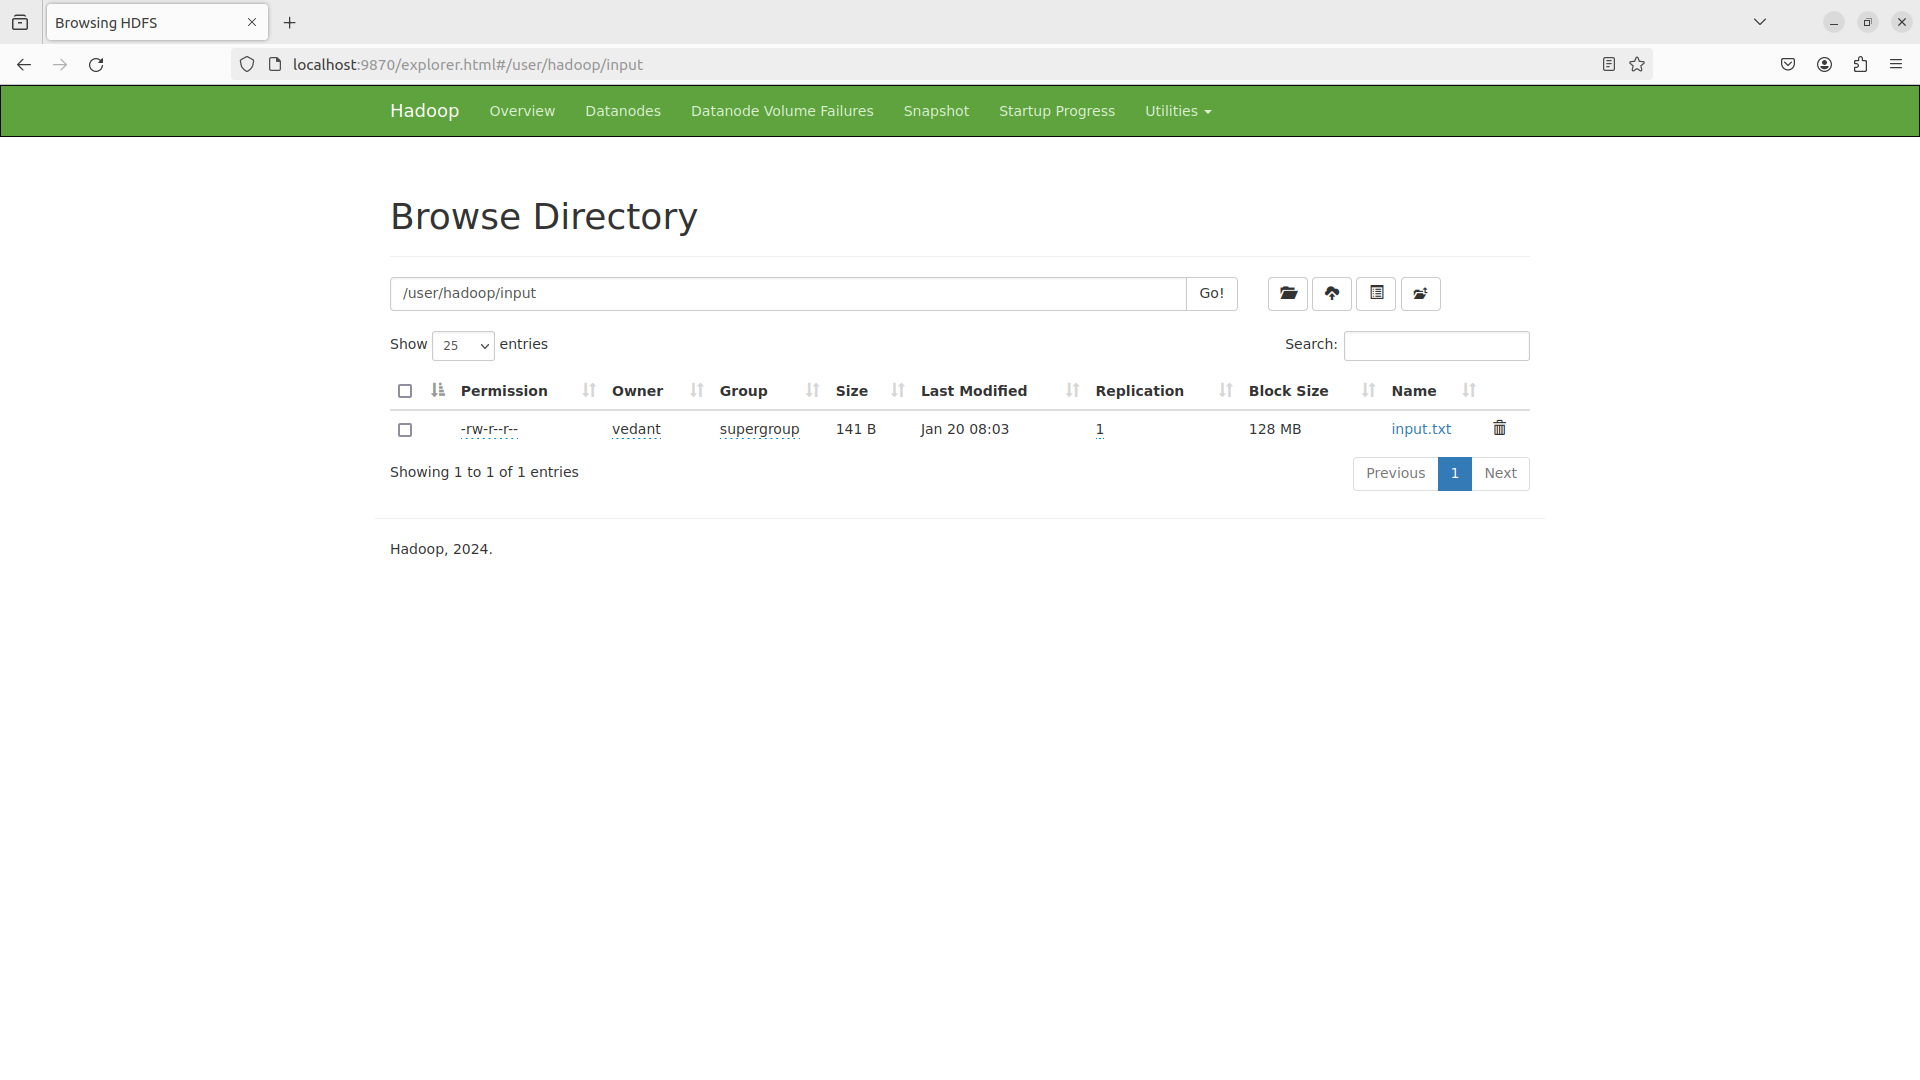 Browsing HDFS
localhost:9870/explorer.html#/user/hadoop/input
Hadoop Overview Datanodes Datanode Volume Failures Snapshot Startup Progress Utilities
Browse Directory
/user/hadoop/input Go!
Show 25 entries Search:
Permission Owner Group Size Last Modified Replication Block Size Name
-rw-r--r-- vedant supergroup 141 B Jan 20 08:03 1 128 MB input.txt
Showing 1 to 1 of 1 entries Previous 1 Next
Hadoop, 2024.